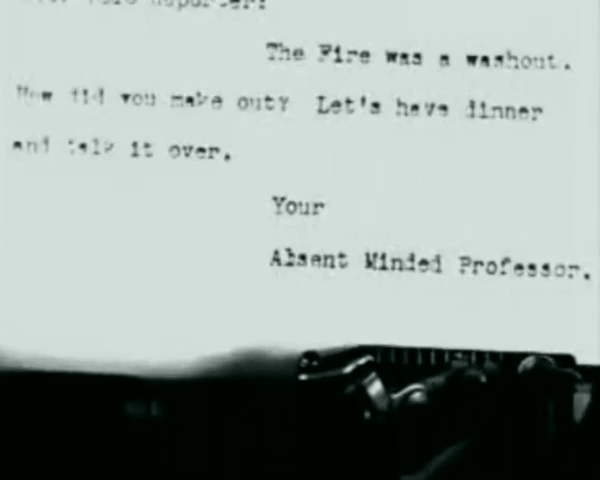 Reporter:
The Fire was a washout.
How did you make out? Let's have dinner
and talk it over.
Your
Absent Minded Professor.